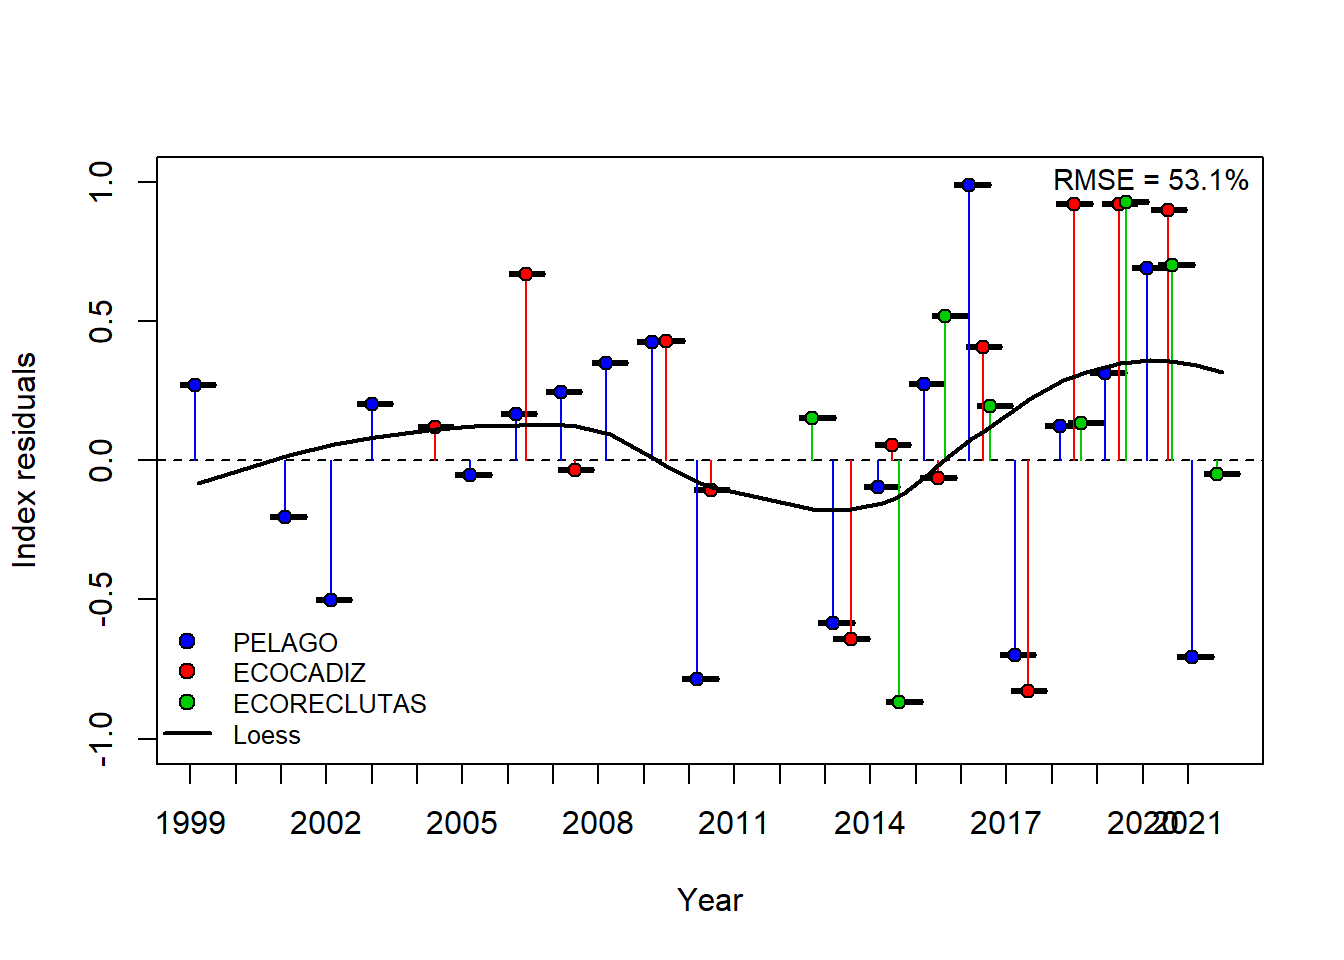 RMSE = 53.1%
1.0
0.5
0.0
-0.5
-1.0
Index residuals
PELAGO
ECOCADIZ
ECORECLUTAS
Loess
1999 2002 2005 2008 2011 2014 2017 2020 2021
Year